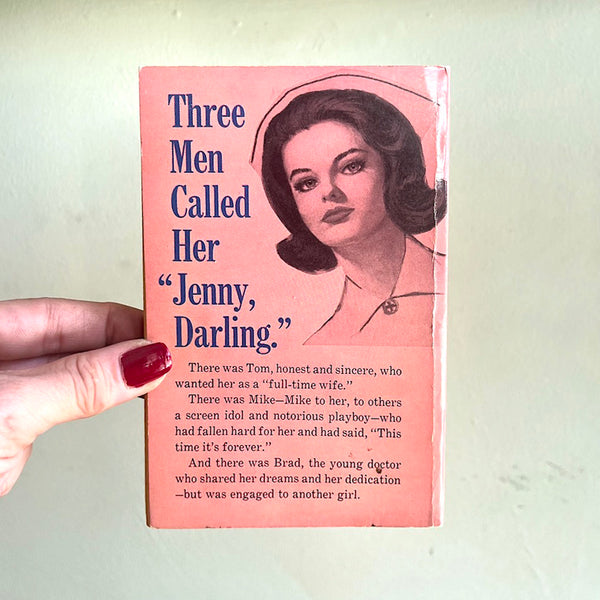 Three
Men
Called
Her
“Jenny,
Darling.”
There was Tom, honest and sincere, who
wanted her as a “full-time wife.”
There was Mike—Mike to her, to others
a screen idol and notorious playboy—who
had fallen hard for her and had said, “This
time it’s forever.”
And there was Brad, the young doctor
who shared her dreams and her dedication
—but was engaged to another girl.